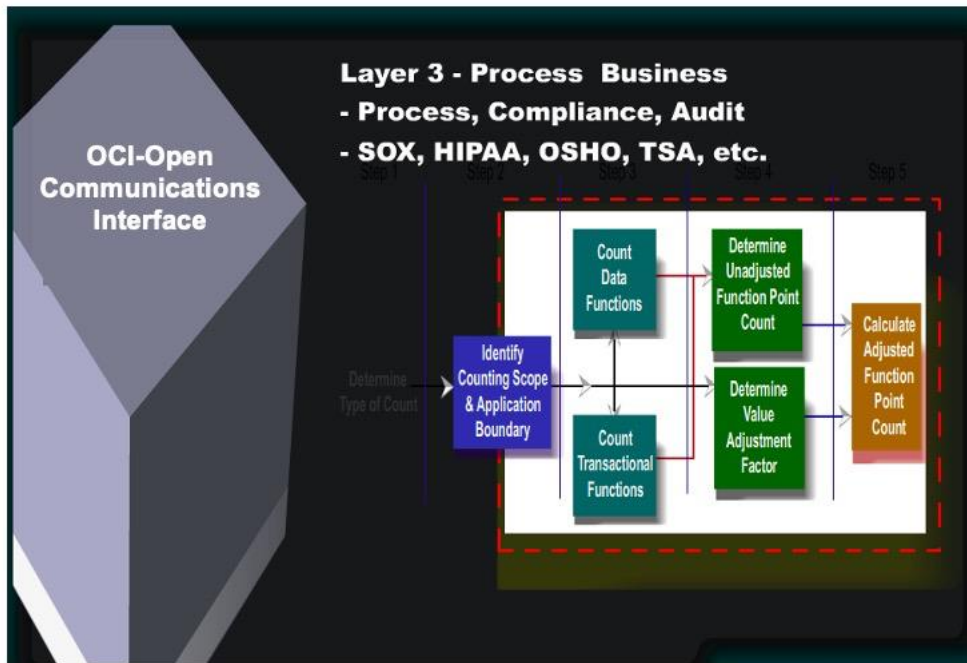 Layer 3 - Process Business
- Process, Compliance, Audit
- SOX, HIPAA, OSHO, TSA, etc.
OCI-Open
Communications
Interface
Step 1
Step 2
Step 3
Step 4
Step 5
Determine
Type of Count
Identify
Counting Scope
& Application
Boundary
Count
Data
Functions
Count
Transactional
Functions
Determine
Unadjusted
Function Point
Count
Determine
Value
Adjustment
Factor
Calculate
Adjusted
Function
Point
Count